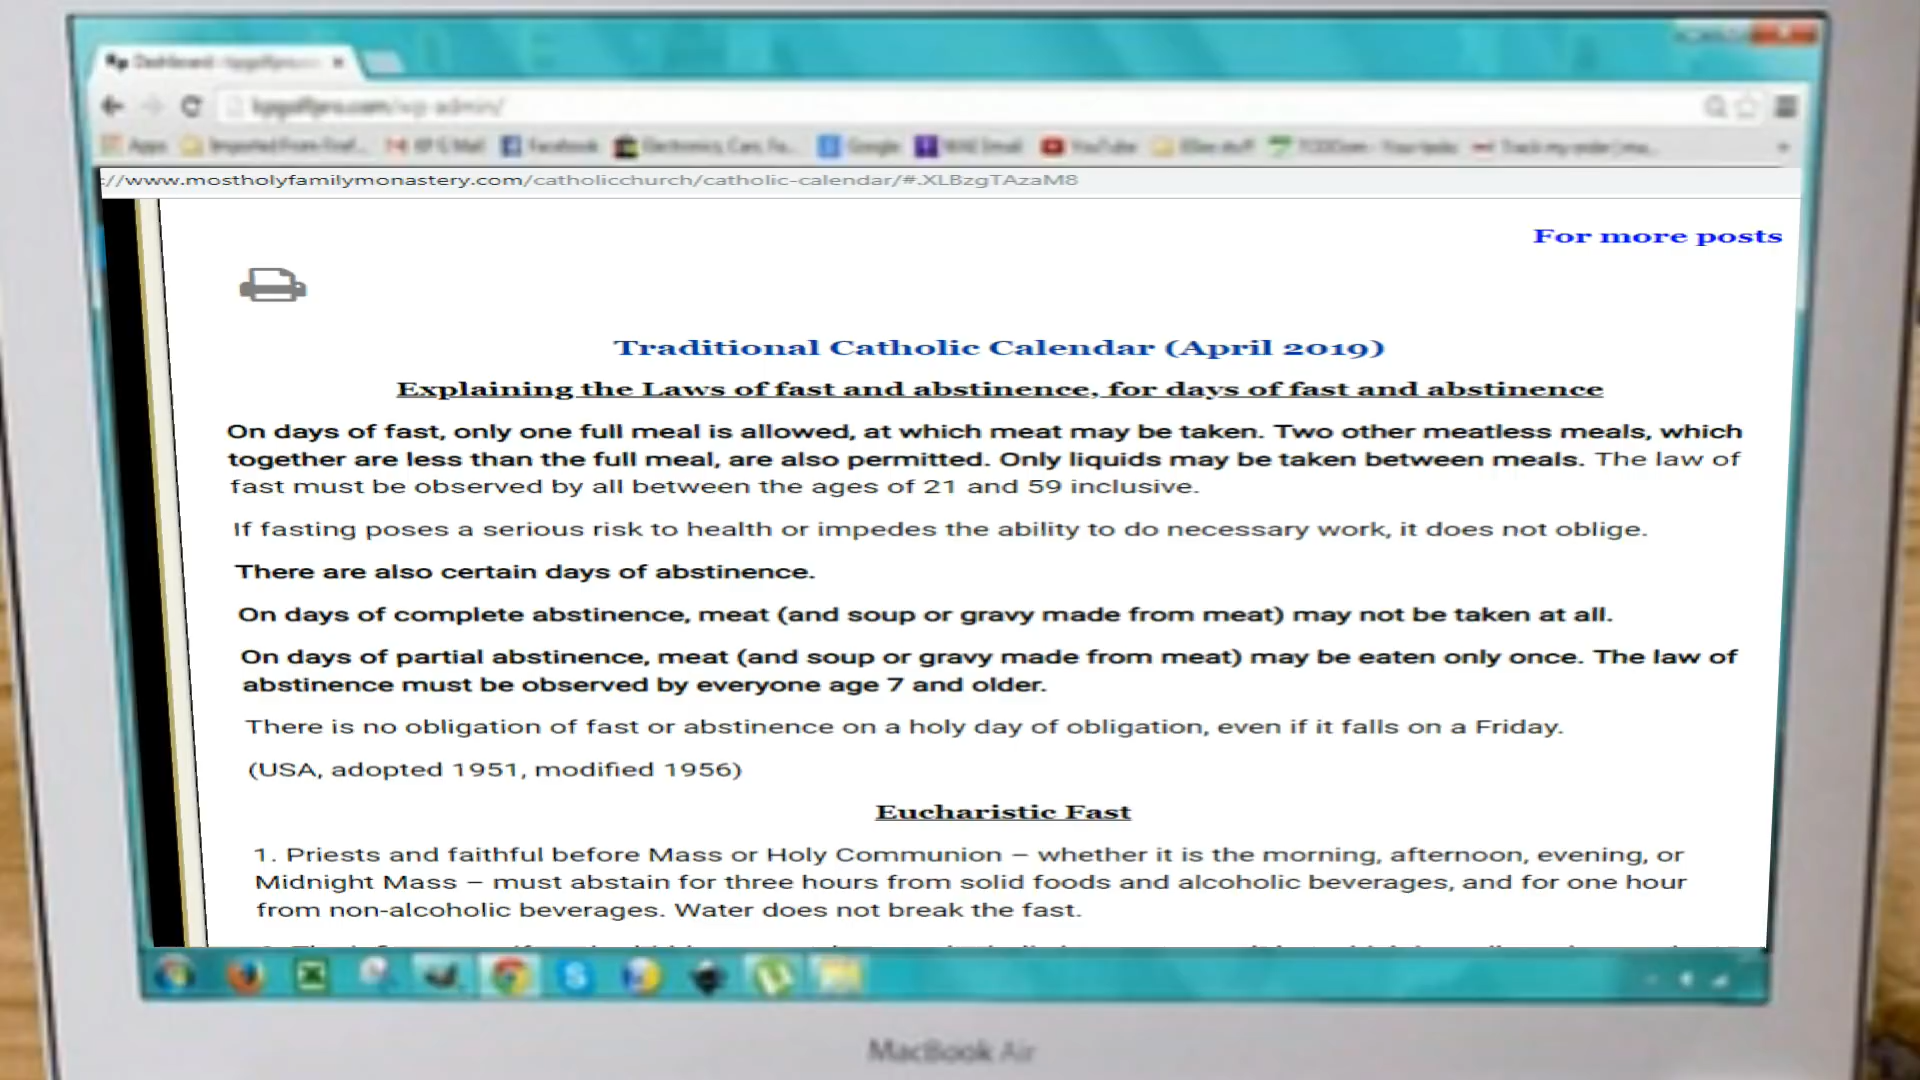 Dashboard
Apps
Imported From Firef...
Facebook
Electronics, Cars, Fa...
Google
YouTube
://www.mostholyfamilymonastery.com/catholicchurch/catholic-calendar/#.XLBzgTAzaM8
For more posts
Traditional Catholic Calendar (April 2019)
Explaining the Laws of fast and abstinence, for days of fast and abstinence
On days of fast, only one full meal is allowed, at which meat may be taken. Two other meatless meals, which
together are less than the full meal, are also permitted. Only liquids may be taken between meals. The law of
fast must be observed by all between the ages of 21 and 59 inclusive.
If fasting poses a serious risk to health or impedes the ability to do necessary work, it does not oblige.
There are also certain days of abstinence.
On days of complete abstinence, meat (and soup or gravy made from meat) may not be taken at all.
On days of partial abstinence, meat (and soup or gravy made from meat) may be eaten only once. The law of
abstinence must be observed by everyone age 7 and older.
There is no obligation of fast or abstinence on a holy day of obligation, even if it falls on a Friday.
(USA, adopted 1951, modified 1956)
Eucharistic Fast
1. Priests and faithful before Mass or Holy Communion – whether it is the morning, afternoon, evening, or
Midnight Mass – must abstain for three hours from solid foods and alcoholic beverages, and for one hour
from non-alcoholic beverages. Water does not break the fast.
MacBook Air